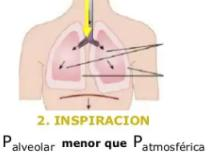 2. INSPIRACION
Palveolar menor que Patmosférica